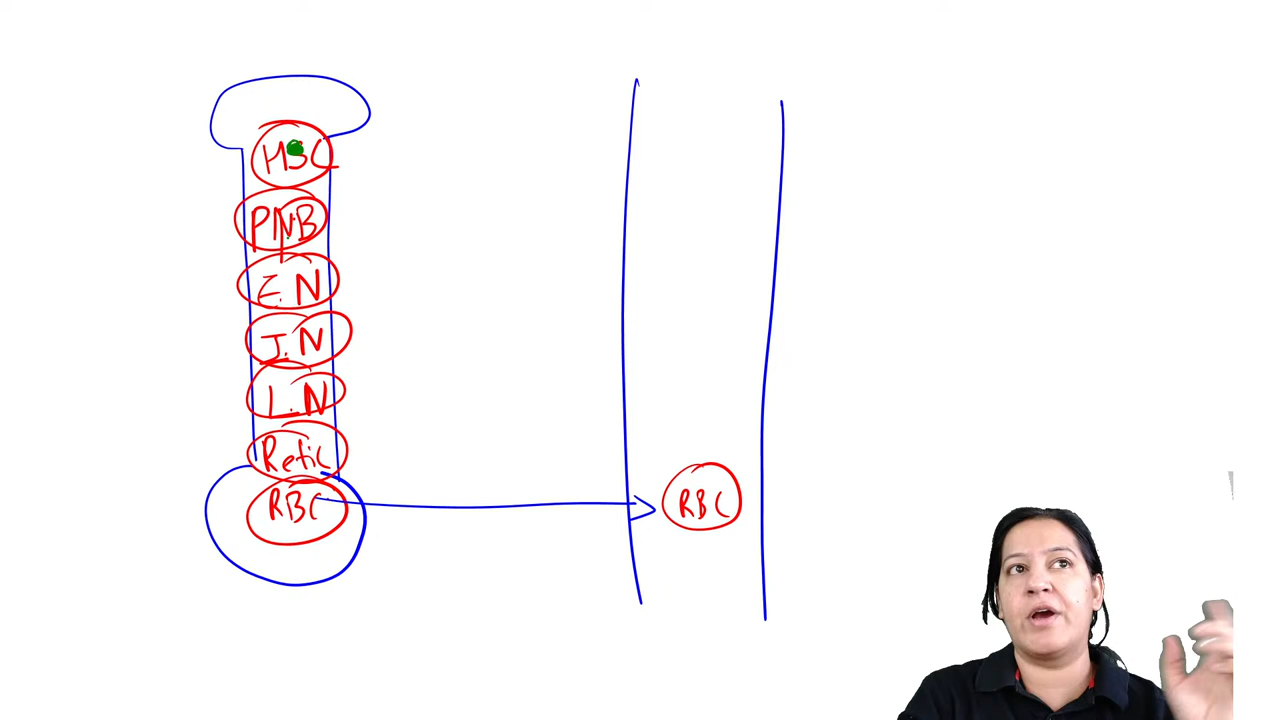 HSC
PNB
E.N
I.N
L.N
Retic
RBC
RBC